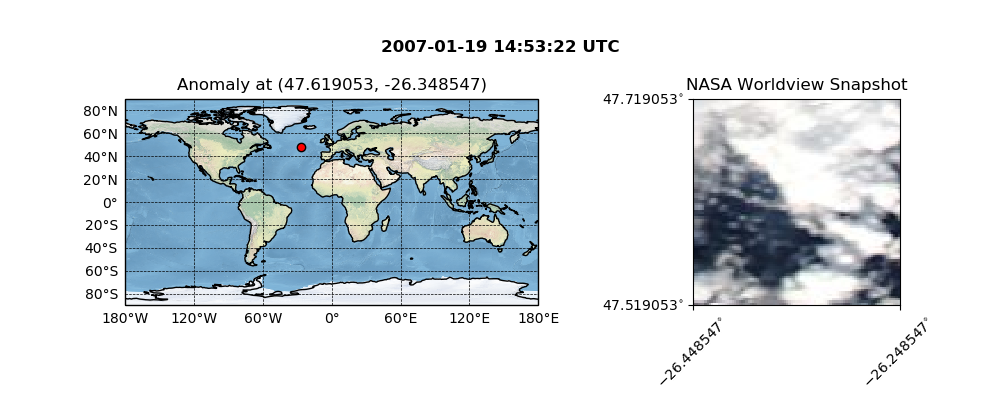 2007-01-19 14:53:22 UTC
Anomaly at (47.619053, -26.348547)
80°N
60°N
40°N
20°N
0°
20°S
40°S
60°S
80°S
180°W 120°W 60°W 0° 60°E 120°E 180°E
NASA Worldview Snapshot
47.719053°
47.519053°
−26.448547°
−26.248547°